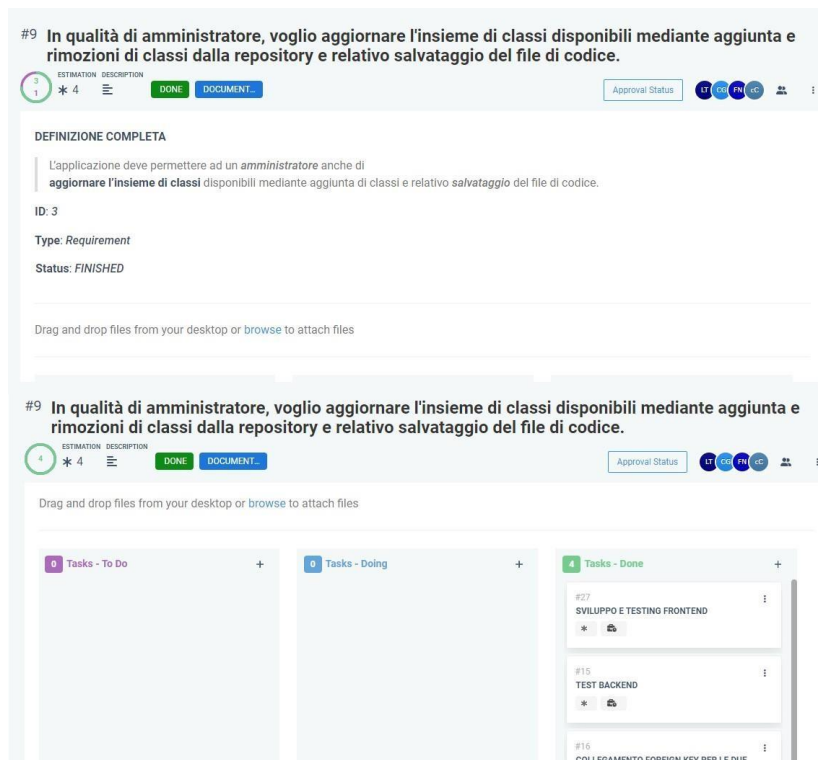 #9 In qualità di amministratore, voglio aggiornare l'insieme di classi disponibili mediante aggiunta e
rimozioni di classi dalla repository e relativo salvataggio del file di codice.
3
1
ESTIMATION DESCRIPTION
4 DONE DOCUMENT... Approval Status LT CG FN cC
DEFINIZIONE COMPLETA
L'applicazione deve permettere ad un amministratore anche di
aggiornare l'insieme di classi disponibili mediante aggiunta di classi e relativo salvataggio del file di codice.
ID: 3
Type: Requirement
Status: FINISHED
Drag and drop files from your desktop or browse to attach files
#9 In qualità di amministratore, voglio aggiornare l'insieme di classi disponibili mediante aggiunta e
rimozioni di classi dalla repository e relativo salvataggio del file di codice.
ESTIMATION DESCRIPTION
4 4 DONE DOCUMENT... Approval Status LT CG FN cC
Drag and drop files from your desktop or browse to attach files
0 Tasks - To Do + 0 Tasks - Doing + 4 Tasks - Done +
#27
SVILUPPO E TESTING FRONTEND
#15
TEST BACKEND
#16
COLLEGAMENTO FOREIGN KEY PER LE DUE